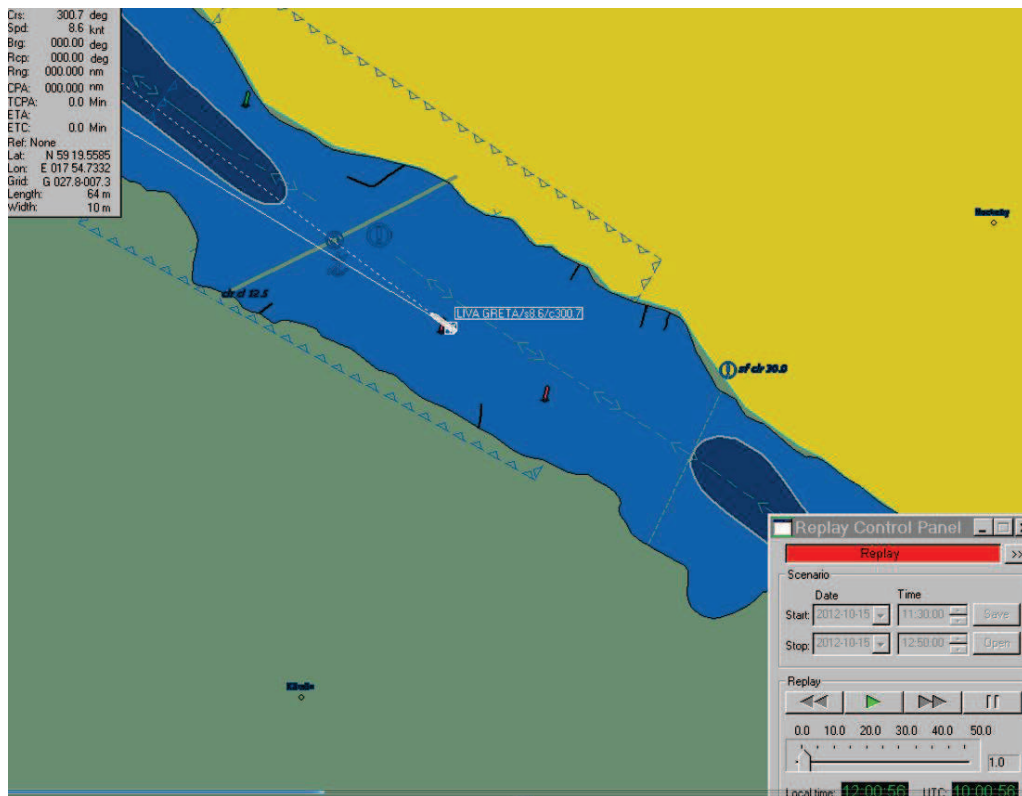 Crs: 300.7 deg
Spd: 8.6 knt
Brg: 000.00 deg
Rcp: 000.00 deg
Rng: 000.000 nm
CPA: 000.000 nm
TCPA: 0.0 Min
ETA:
ETC: 0.0 Min
Ref: None
Lat: N 59 19.5585
Lon: E 017 54.7332
Grid: G 027.8-007.3
Length: 64 m
Width: 10 m
clr cl 12.5
LIVA GRETA/s8.6/c300.7
sf clr 30.0
Replay Control Panel
Replay
>>
Scenario
Date Time
Start: 2012-10-15 11:30:00 Save
Stop: 2012-10-15 12:50:00 Open
Replay
0.0 10.0 20.0 30.0 40.0 50.0
1.0
Local time: 12:00:56 UTC: 10:00:56